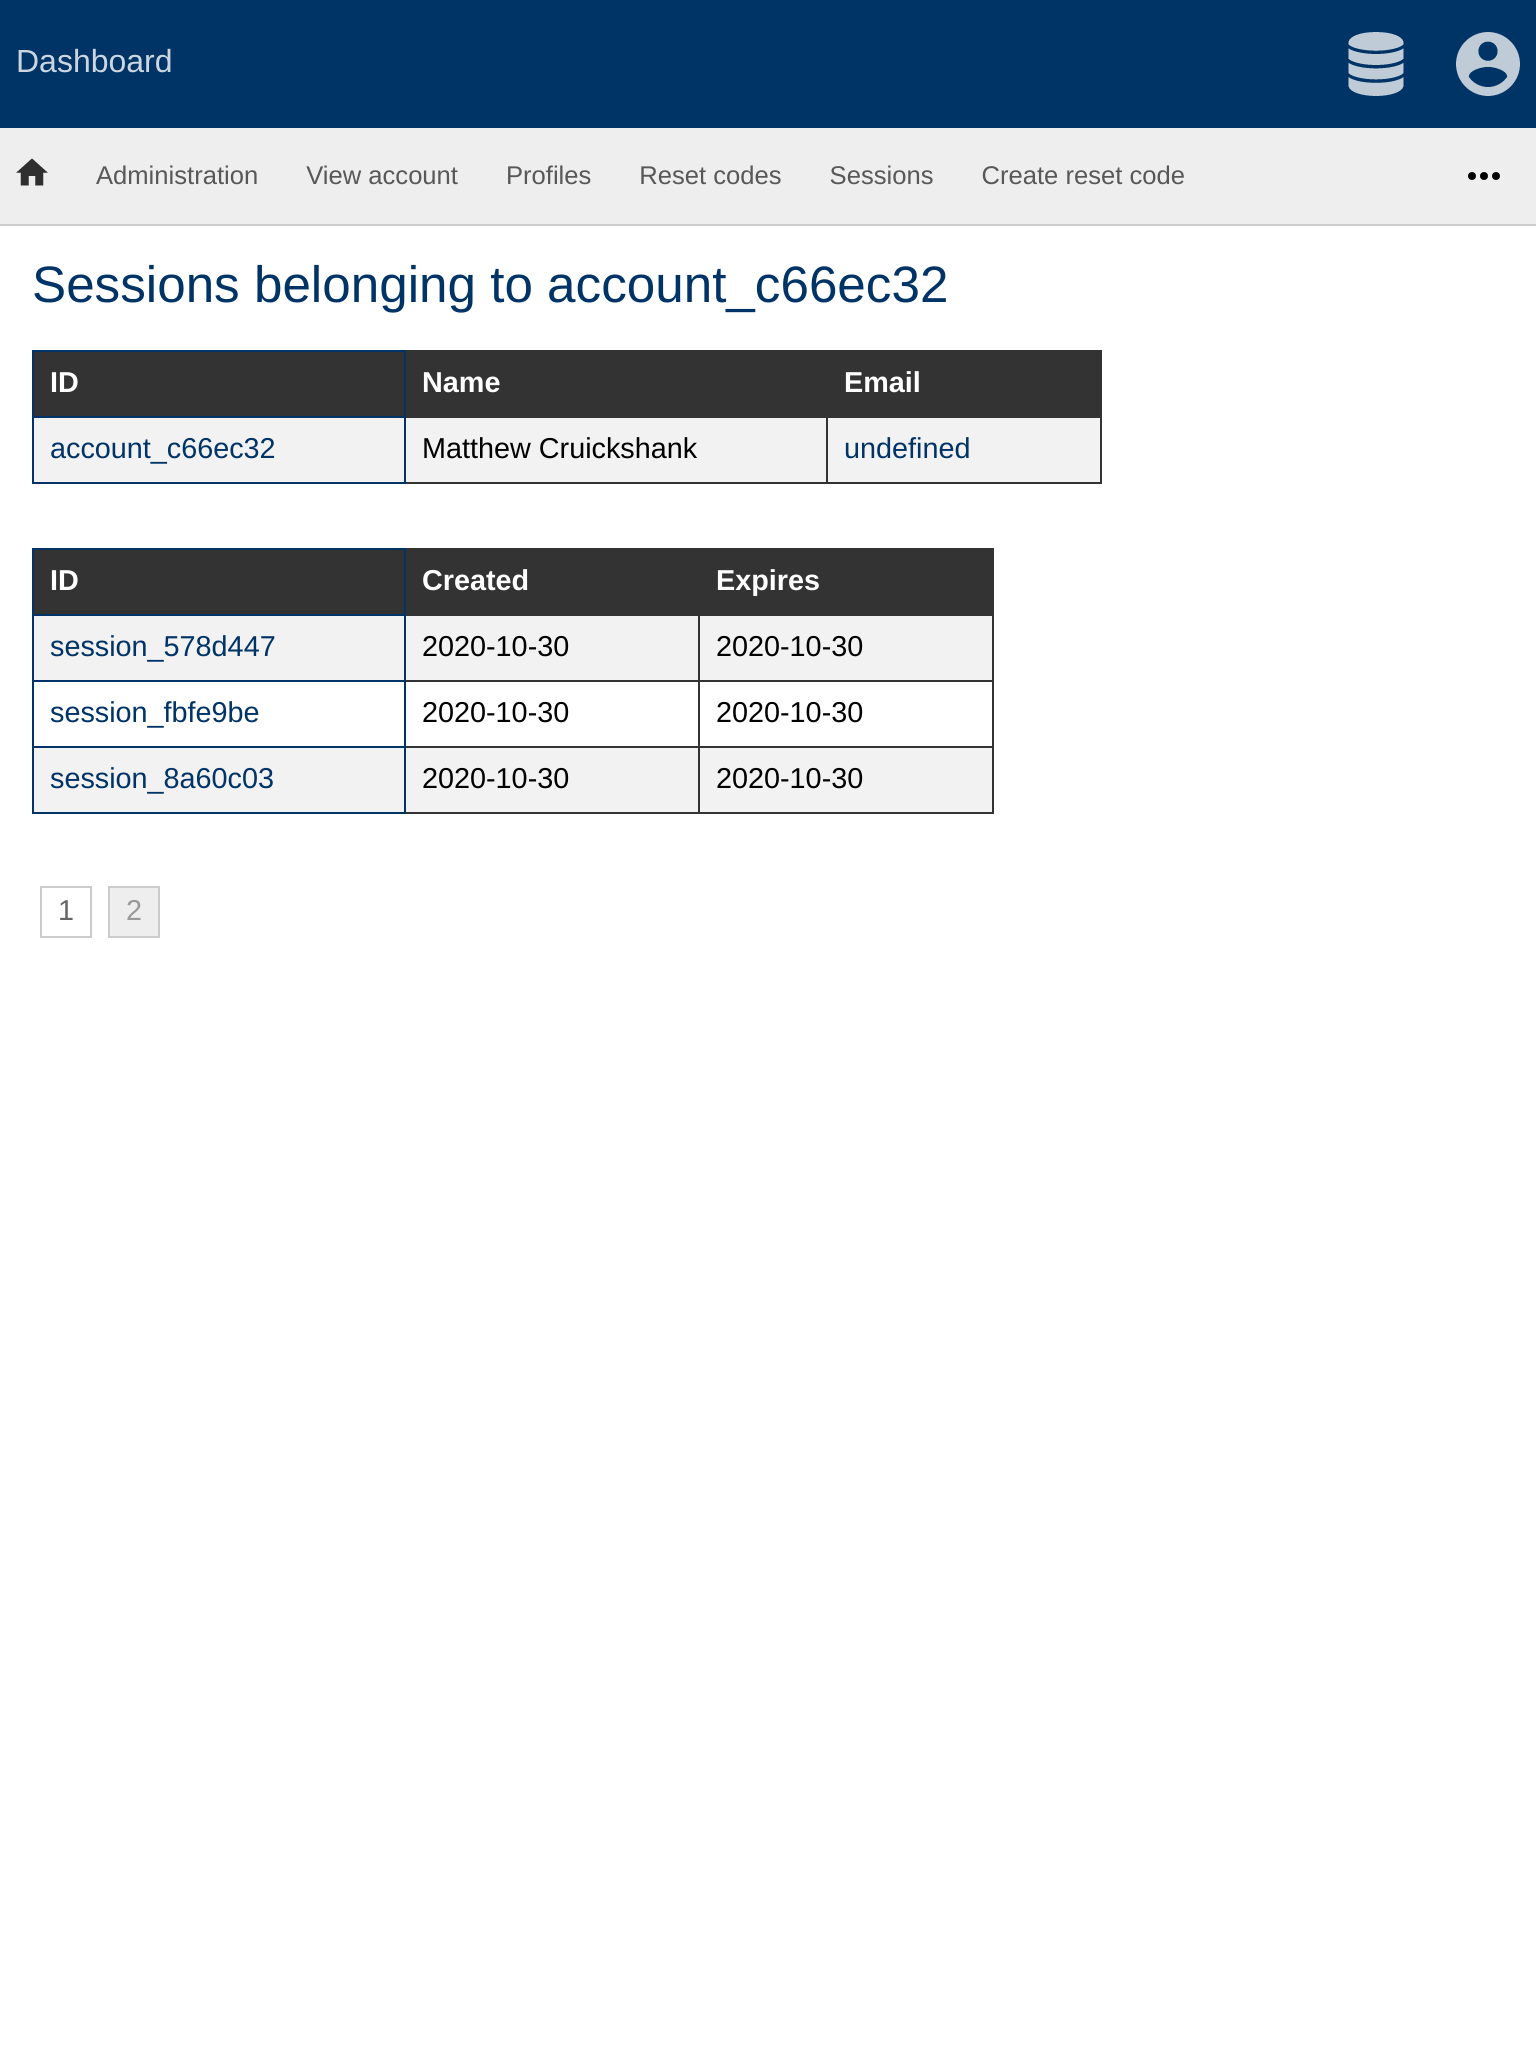 Dashboard
Administration View account Profiles Reset codes Sessions Create reset code
Sessions belonging to account_c66ec32
ID Name Email
account_c66ec32 Matthew Cruickshank undefined
ID Created Expires
session_578d447 2020-10-30 2020-10-30
session_fbfe9be 2020-10-30 2020-10-30
session_8a60c03 2020-10-30 2020-10-30
1 2